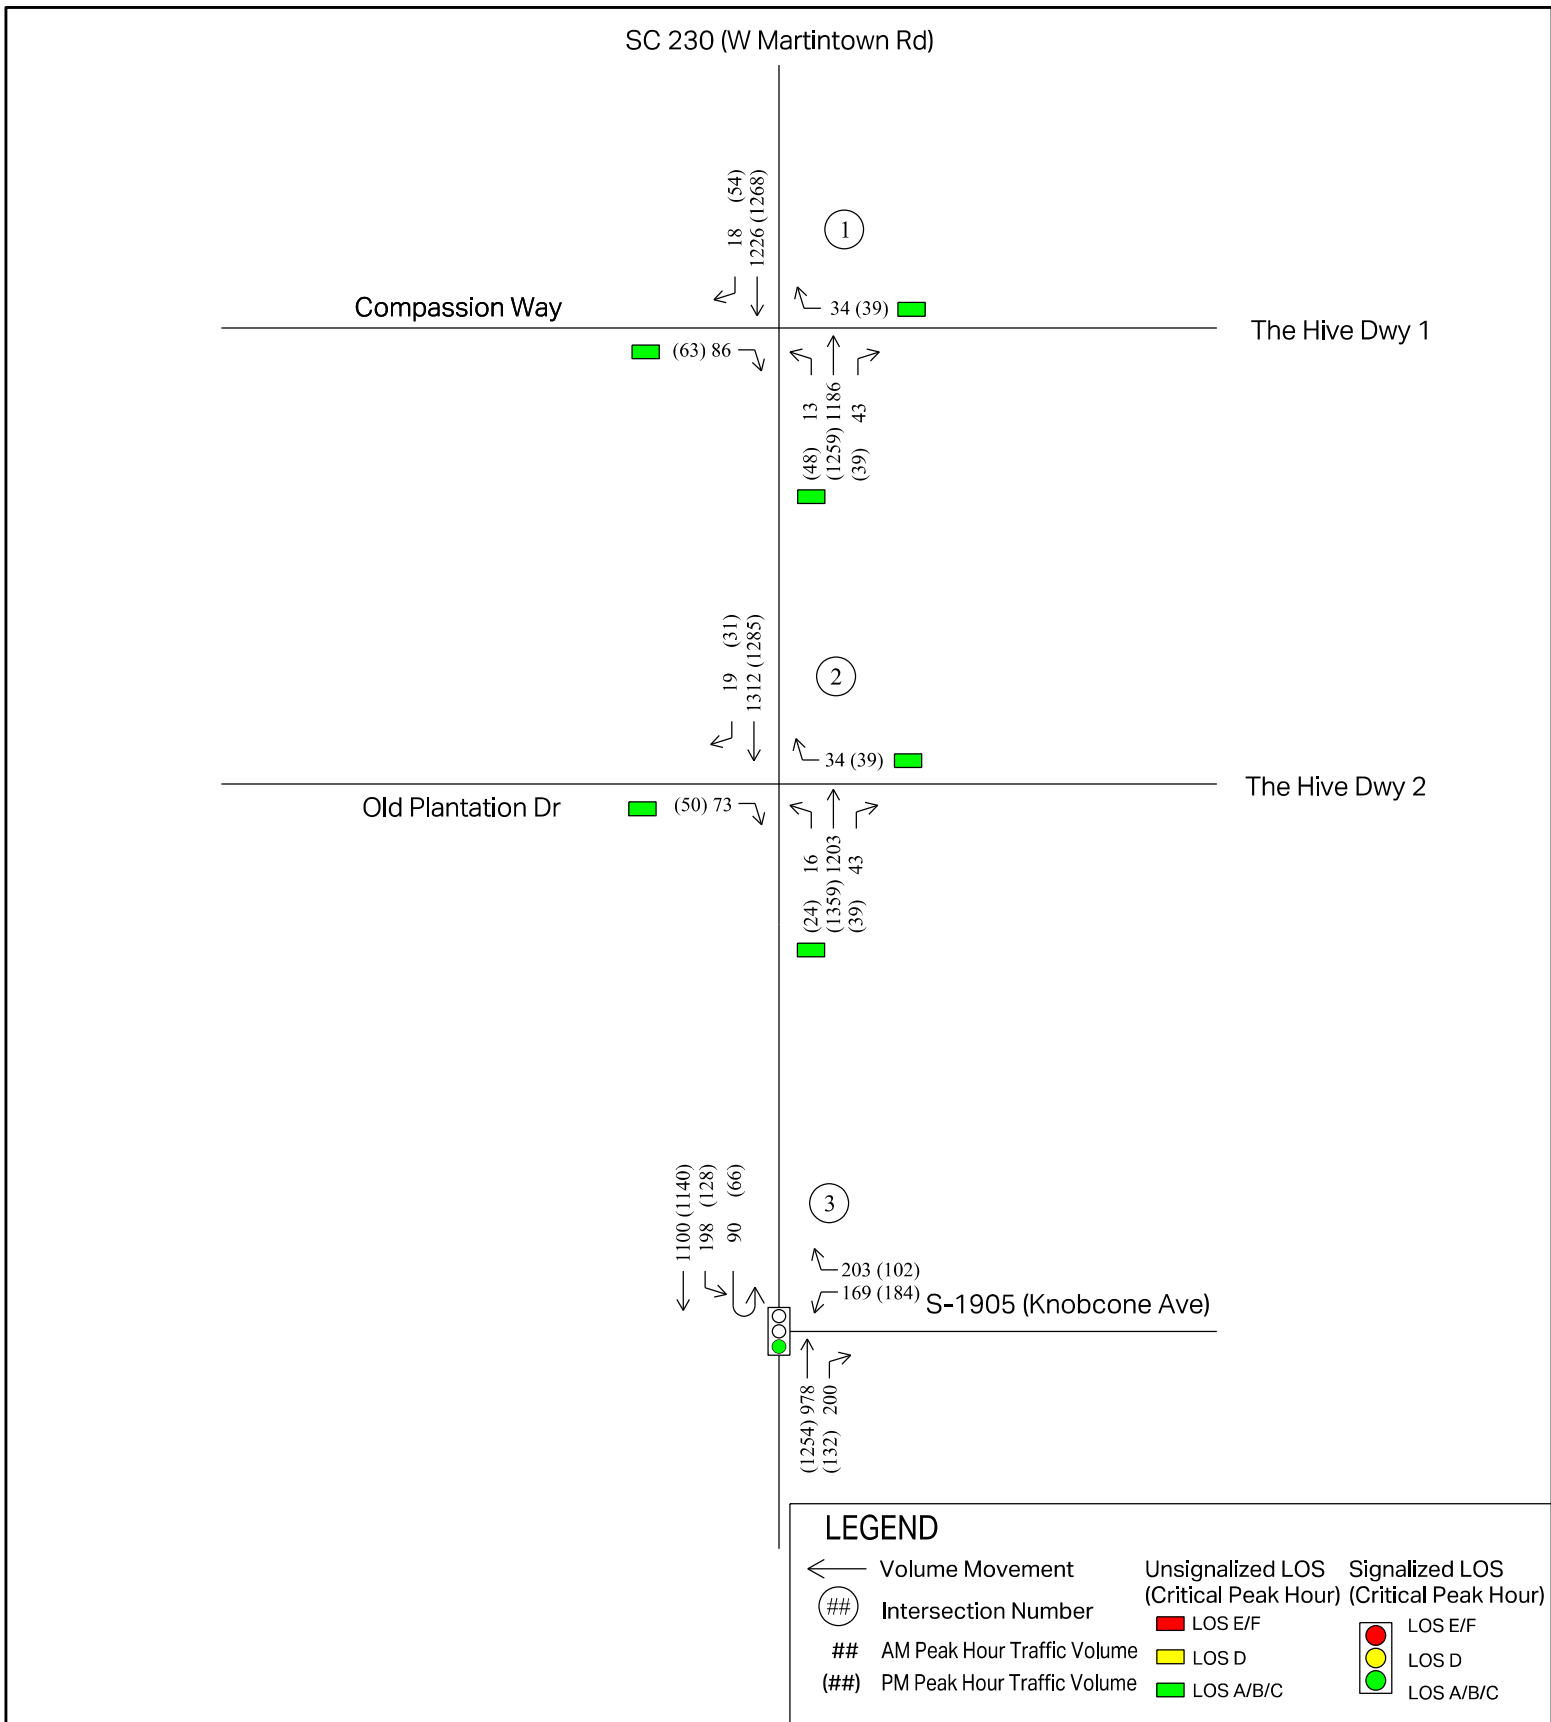 SC 230 (W Martintown Rd)
18 (54)
1226 (1268)
1
Compassion Way
34 (39)
The Hive Dwy 1
(63) 86
(48) 13
(1259) 1186
(39) 43
19 (31)
1312 (1285)
2
34 (39)
The Hive Dwy 2
Old Plantation Dr
(50) 73
(24) 16
(1359) 1203
(39) 43
1100 (1140)
198 (128)
90 (66)
3
203 (102)
169 (184)
S-1905 (Knobcone Ave)
(1254) 978
(132) 200
LEGEND
Volume Movement
## Intersection Number
## AM Peak Hour Traffic Volume
(##) PM Peak Hour Traffic Volume
Unsignalized LOS
(Critical Peak Hour)
LOS E/F
LOS D
LOS A/B/C
Signalized LOS
(Critical Peak Hour)
LOS E/F
LOS D
LOS A/B/C